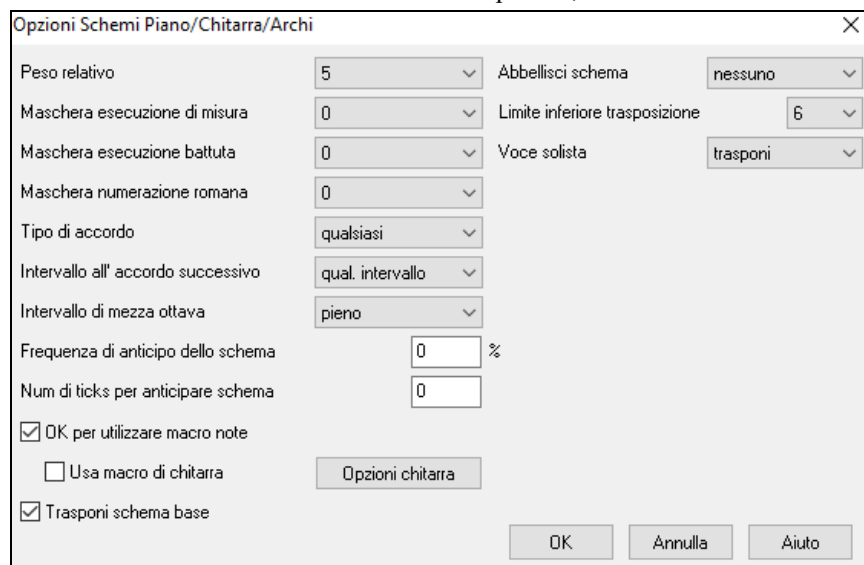 Opzioni Schemi Piano/Chitarra/Archi
Peso relativo 5 Abbellisci schema nessuno
Maschera esecuzione di misura 0 Limite inferiore trasposizione 6
Maschera esecuzione battuta 0 Voce solista trasponi
Maschera numerazione romana 0
Tipo di accordo qualsiasi
Intervallo all' accordo successivo qual. intervallo
Intervallo di mezza ottava pieno
Frequenza di anticipo dello schema 0 %
Num di ticks per anticipare schema 0
OK per utilizzare macro note
Usa macro di chitarra Opzioni chitarra
Trasponi schema base
OK Annulla Aiuto